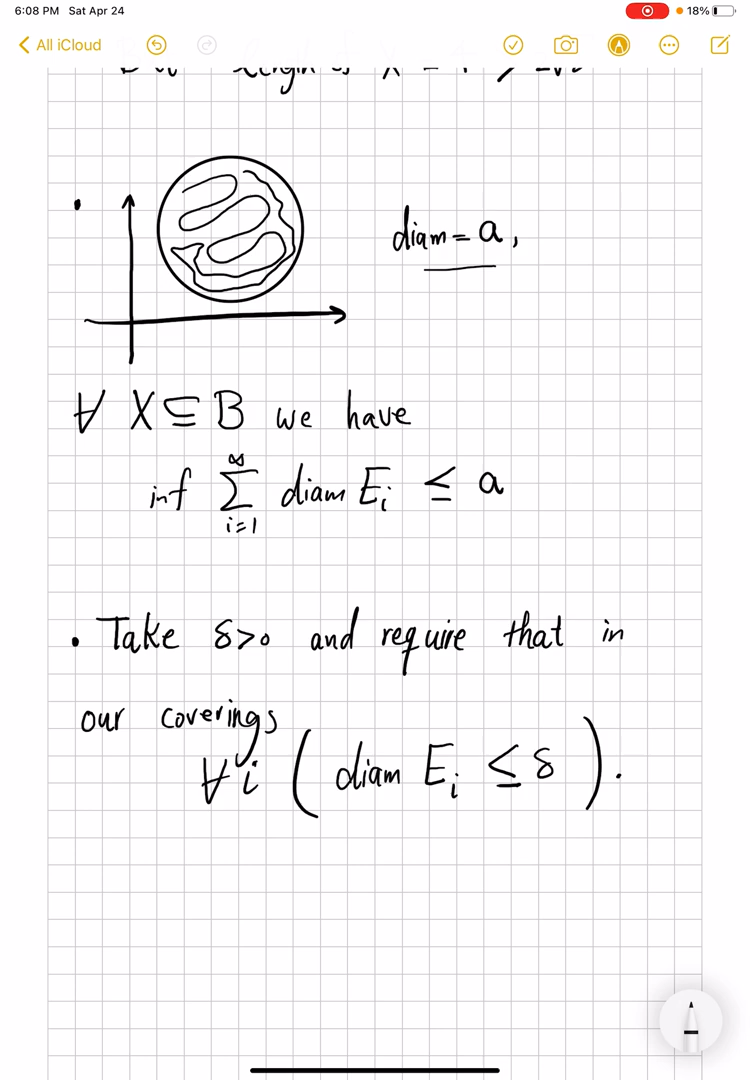 6:08 PM Sat Apr 24
18%
All iCloud
diam = a,
∀ X ⊆ B we have
inf ∑_{i=1}^{∞} diam E_i ≤ a
• Take δ>0 and require that in
our coverings
∀i ( diam E_i ≤ δ ).